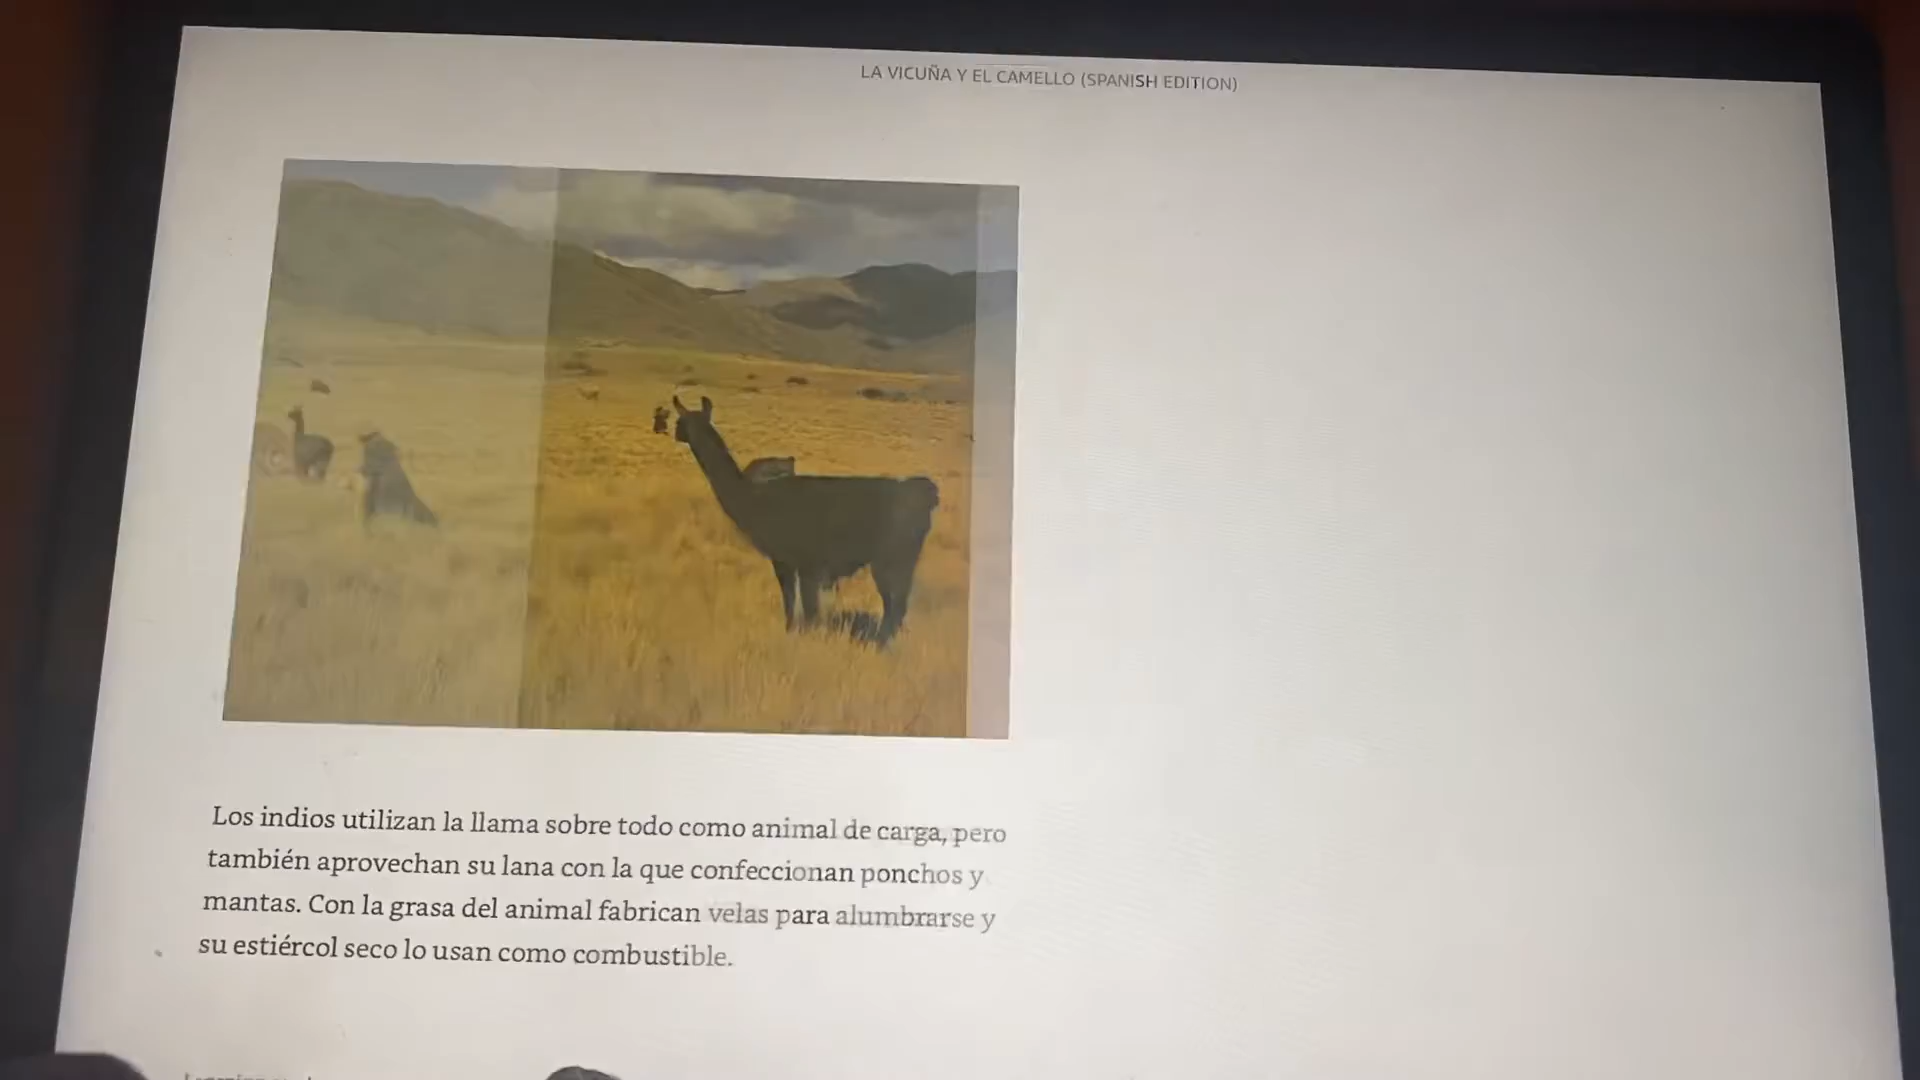 LA VICUÑA Y EL CAMELLO (SPANISH EDITION)
Los indios utilizan la llama sobre todo como animal de carga, pero
también aprovechan su lana con la que confeccionan ponchos y
mantas. Con la grasa del animal fabrican velas para alumbrarse y
su estiércol seco lo usan como combustible.